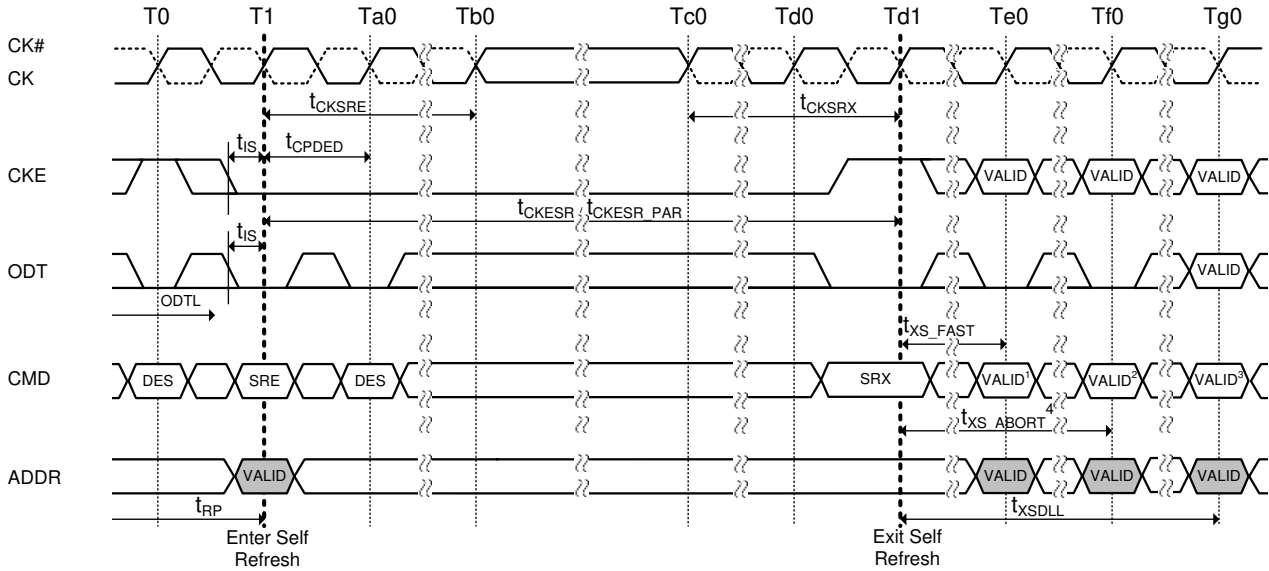 T0 T1 Ta0 Tb0 Tc0 Td0 Td1 Te0 Tf0 Tg0
CK#
CK
tCKSRE tCKSRX
tIS tCPDED
CKE VALID VALID VALID
tCKESR / tCKESR_PAR
tIS
ODT VALID
ODTL
tXS_FAST
CMD DES SRE DES SRX VALID1 VALID2 VALID3
tXS_ABORT4
ADDR VALID VALID VALID VALID
tRP tXSDLL
Enter Self Exit Self
Refresh Refresh